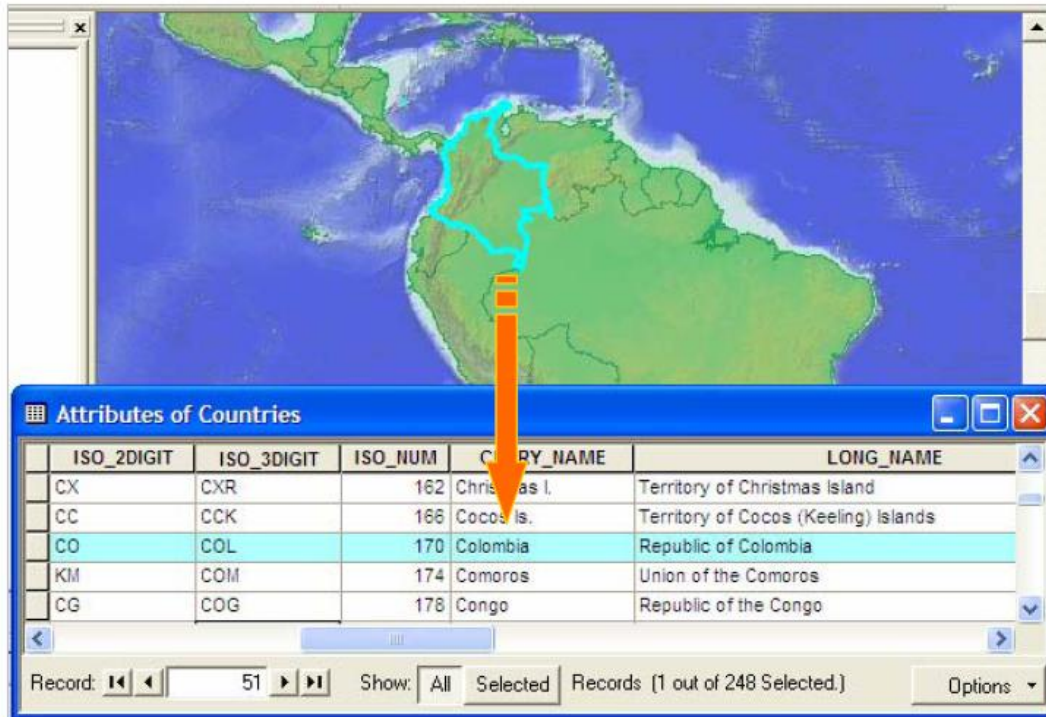 Attributes of Countries
ISO_2DIGIT ISO_3DIGIT ISO_NUM RY_NAME LONG_NAME
CX CXR 162 Chris as I. Territory of Christmas Island
CC CCK 166 Cocos Is. Territory of Cocos (Keeling) Islands
CO COL 170 Colombia Republic of Colombia
KM COM 174 Comoros Union of the Comoros
CG COG 178 Congo Republic of the Congo
Record: 51 Show: All Selected Records (1 out of 248 Selected.) Options